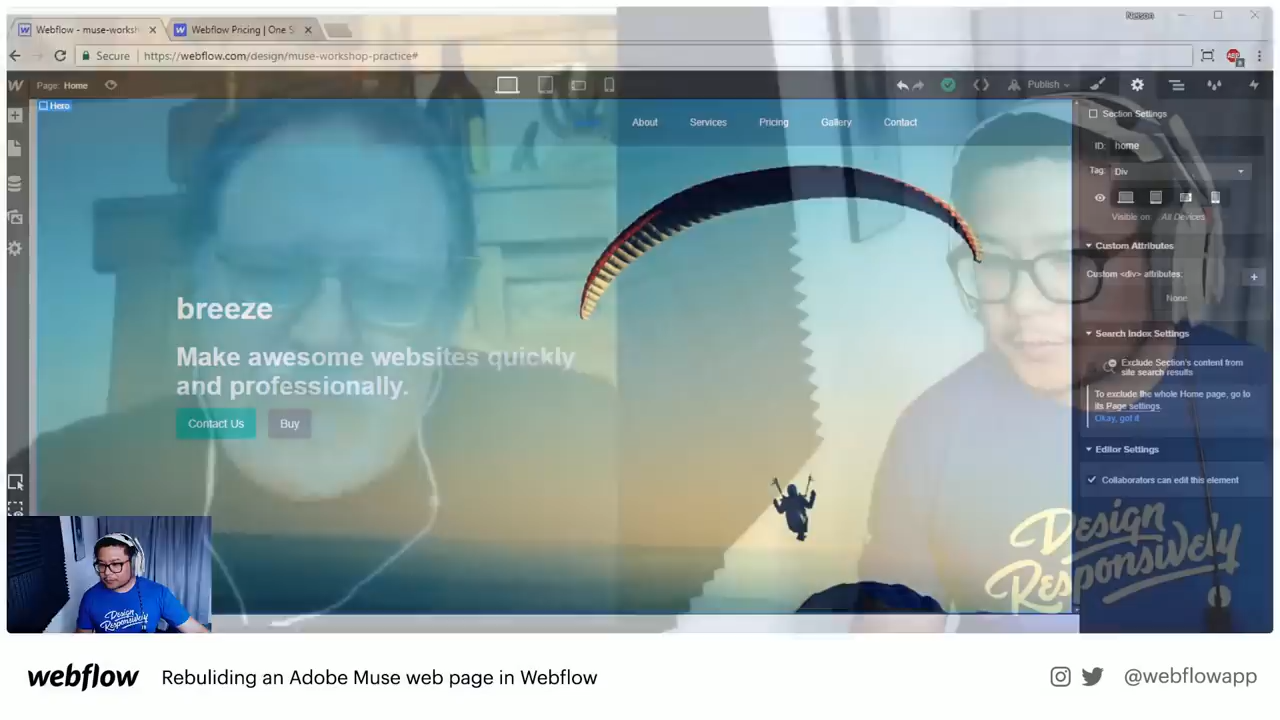 Nelson
Webflow - muse-worksh
Webflow Pricing | One S
Secure
https://webflow.com/design/muse-workshop-practice#
Page: Home
Publish
Hero
About
Services
Pricing
Gallery
Contact
Section Settings
ID: home
Tag: Div
Visible on: All Devices
Custom Attributes
Custom <div> attributes:
None
Search Index Settings
Exclude Section's content from
site search results
To exclude the whole Home page, go to
its Page settings.
Okay, got it
Editor Settings
Collaborators can edit this element
breeze
Make awesome websites quickly
and professionally.
Contact Us
Buy
Design
Responsively
Design
Responsively
webflow
Rebuliding an Adobe Muse web page in Webflow
@webflowapp